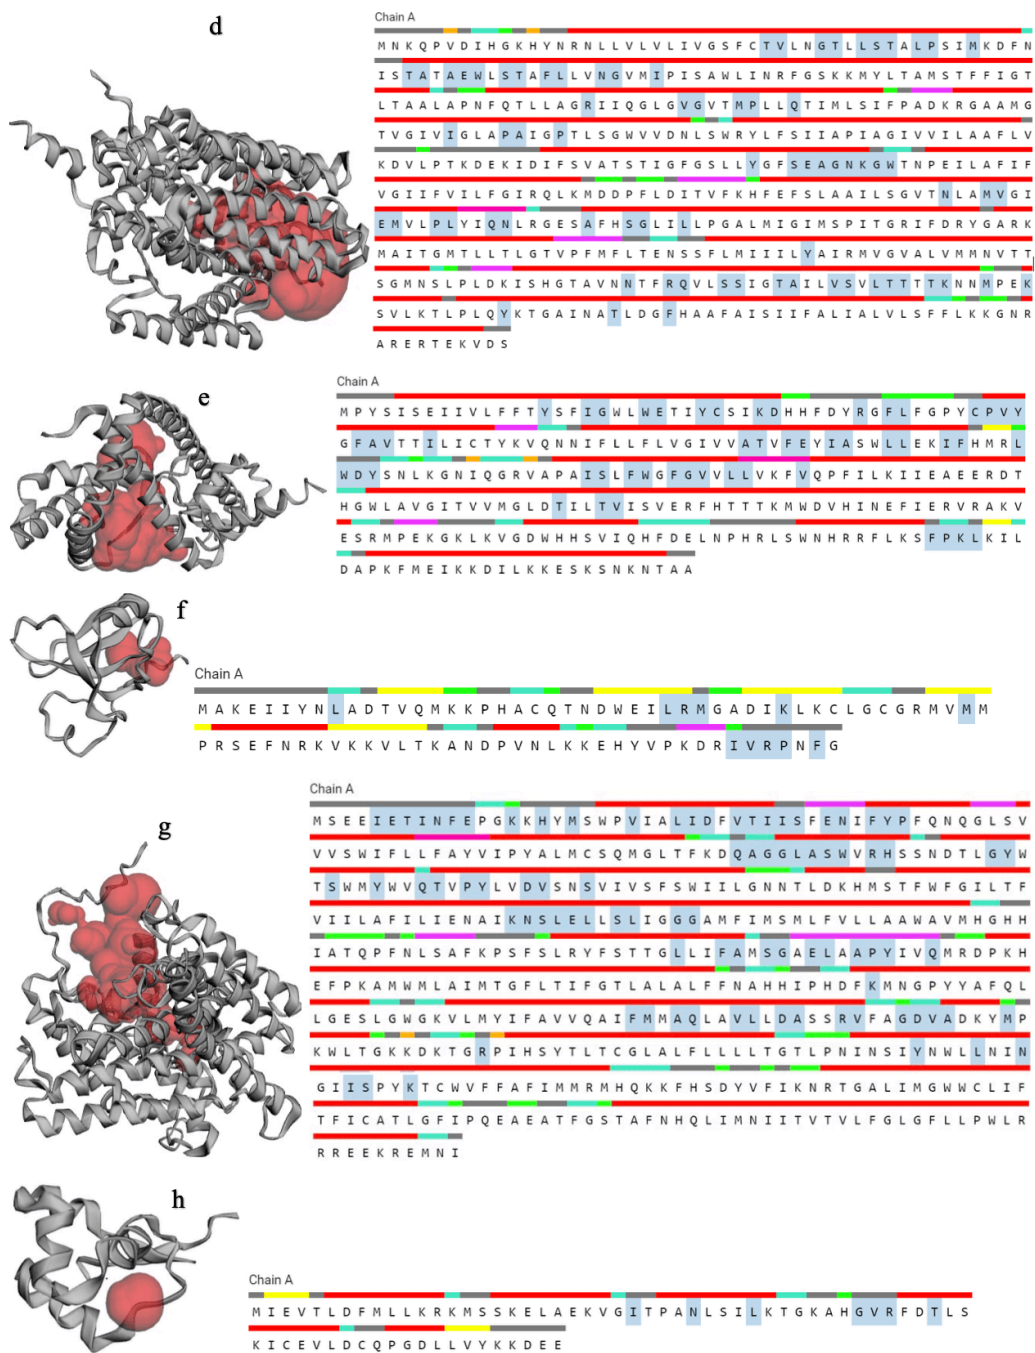 d
Chain A
M N K Q P V D I H G K H Y N R N L L V L V L I V G S F C T V L N G T L L S T A L P S I M K D F N
I S T A T A E W L S T A F L L V N G V M I P I S A W L I N R F G S K K M Y L T A M S T F F I G T
L T A A L A P N F Q T L L A G R I I Q G L G V G V T M P L L Q T I M L S I F P A D K R G A A M G
T V G I V I G L A P A I G P T L S G W V V D N L S W R Y L F S I I A P I A G I V V I L A A F L V
K D V L P T K D E K I D I F S V A T S T I G F G S L L Y G F S E A G N K G W T N P E I L A F I F
V G I I F V I L F G I R Q L K M D D P F L D I T V F K H F E F S L A A I L S G V T N L A M V G I
E M V L P L Y I Q N L R G E S A F H S G L I L L P G A L M I G I M S P I T G R I F D R Y G A R K
M A I T G M T L L T L G T V P F M F L T E N S S F L M I I I L Y A I R M V G V A L V M M N V T T
S G M N S L P L D K I S H G T A V N N T F R Q V L S S I G T A I L V S V L T T T T K N N M P E K
S V L K T L P L Q Y K T G A I N A T L D G F H A A F A I S I I F A L I A L V L S F F L K K G N R
A R E R T E K V D S
e
Chain A
M P Y S I S E I I V L F F T Y S F I G W L W E T I Y C S I K D H H F D Y R G F L F G P Y C P V Y
G F A V T T I L I C T Y K V Q N N I F L L F L V G I V V A T V F E Y I A S W L L E K I F H M R L
W D Y S N L K G N I Q G R V A P A I S L F W G F G V V L L V K F V Q P F I L K I I E A E E R D T
H G W L A V G I T V V M G L D T I L T V I S V E R F H T T T K M W D V H I N E F I E R V R A K V
E S R M P E K G K L K V G D W H H S V I Q H F D E L N P H R L S W N H R R F L K S F P K L K I L
D A P K F M E I K K D I L K K E S K S N K N T A A
f
Chain A
M A K E I I Y N L A D T V Q M K K P H A C Q T N D W E I L R M G A D I K L K C L G C G R M V M M
P R S E F N R K V K K V L T K A N D P V N L K K E H Y V P K D R I V R P N F G
g
Chain A
M S E E I E T I N F E P G K K H Y M S W P V I A L I D F V T I I S F E N I F Y P F Q N Q G L S V
V V S W I F L L F A Y V I P Y A L M C S Q M G L T F K D Q A G G L A S W V R H S S N D T L G Y W
T S W M Y W V Q T V P Y L V D V S N S V I V S F S W I I L G N N T L D K H M S T F W F G I L T F
V I I L A F I L I E N A I K N S L E L L S L I G G G A M F I M S M L F V L L A A W A V M H G H H
I A T Q P F N L S A F K P S F S L R Y F S T T G L L I F A M S G A E L A A P Y I V Q M R D P K H
E F P K A M W M L A I M T G F L T I F G T L A L A L F F N A H H I P H D F K M N G P Y Y A F Q L
L G E S L G W G K V L M Y I F A V V Q A I F M M A Q L A V L L D A S S R V F A G D V A D K Y M P
K W L T G K K D K T G R P I H S Y T L T C G L A L F L L L L T G T L P N I N S I Y N W L L N I N
G I I S P Y K T C W V F F A F I M M R M H Q K K F H S D Y V F I K N R T G A L I M G W W C L I F
T F I C A T L G F I P Q E A E A T F G S T A F N H Q L I M N I I T V T V L F G L G F L L P W L R
R R E E K R E M N I
h
Chain A
M I E V T L D F M L L K R K M S S K E L A E K V G I T P A N L S I L K T G K A H G V R F D T L S
K I C E V L D C Q P G D L L V Y K K D E E